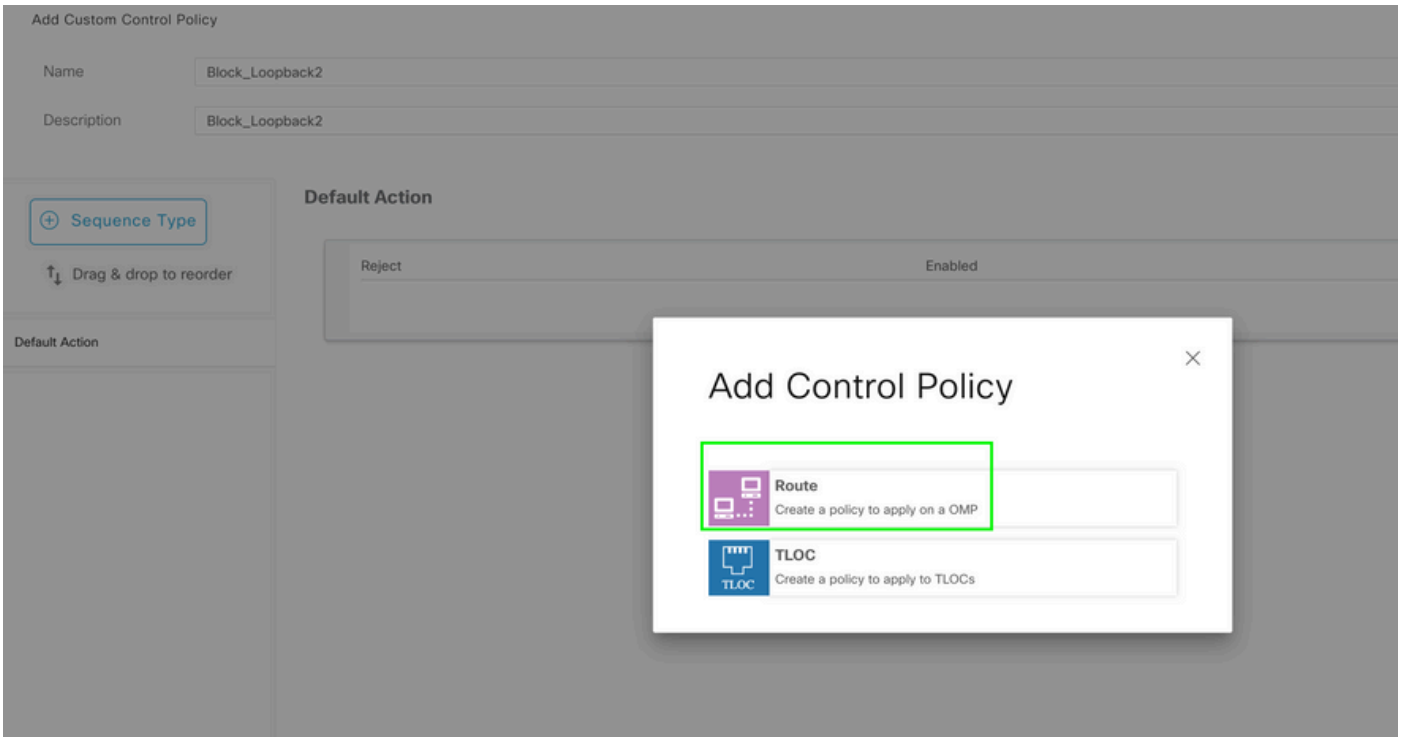 Add Custom Control Policy
Name Block_Loopback2
Description Block_Loopback2
Sequence Type
Drag & drop to reorder
Default Action
Default Action
Reject Enabled
Add Control Policy
Route
Create a policy to apply on a OMP
TLOC
TLOC
Create a policy to apply to TLOCs